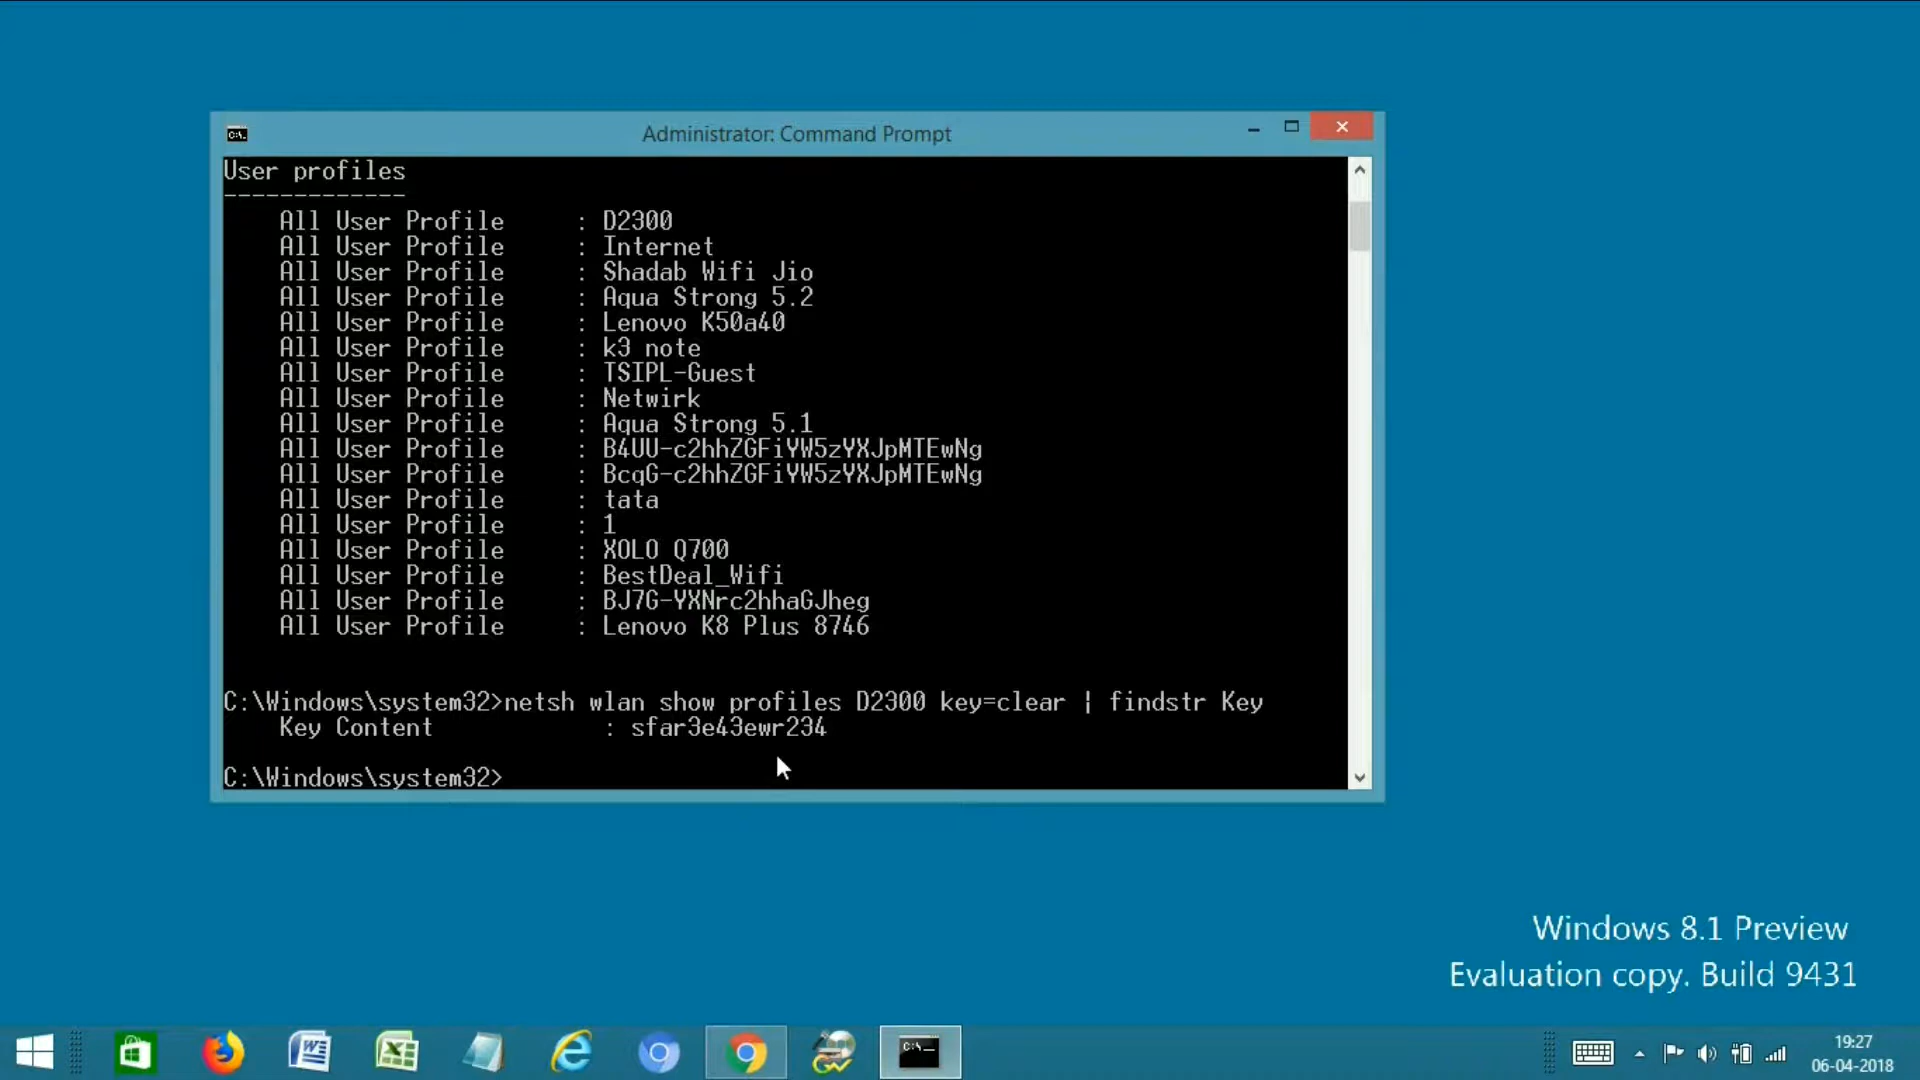 Administrator: Command Prompt
User profiles
-------------
All User Profile : D2300
All User Profile : Internet
All User Profile : Shadab Wifi Jio
All User Profile : Aqua Strong 5.2
All User Profile : Lenovo K50a40
All User Profile : k3 note
All User Profile : TSIPL-Guest
All User Profile : Netwirk
All User Profile : Aqua Strong 5.1
All User Profile : B4UU-c2hhZGFiYW5zYXJpMTEwNg
All User Profile : BcqG-c2hhZGFiYW5zYXJpMTEwNg
All User Profile : tata
All User Profile : 1
All User Profile : XOLO Q700
All User Profile : BestDeal_Wifi
All User Profile : BJ7G-YXNrc2hhaGJheg
All User Profile : Lenovo K8 Plus 8746
C:\Windows\system32>netsh wlan show profiles D2300 key=clear | findstr Key
Key Content : sfar3e43ewr234
C:\Windows\system32>
Windows 8.1 Preview
Evaluation copy. Build 9431
19:27
06-04-2018